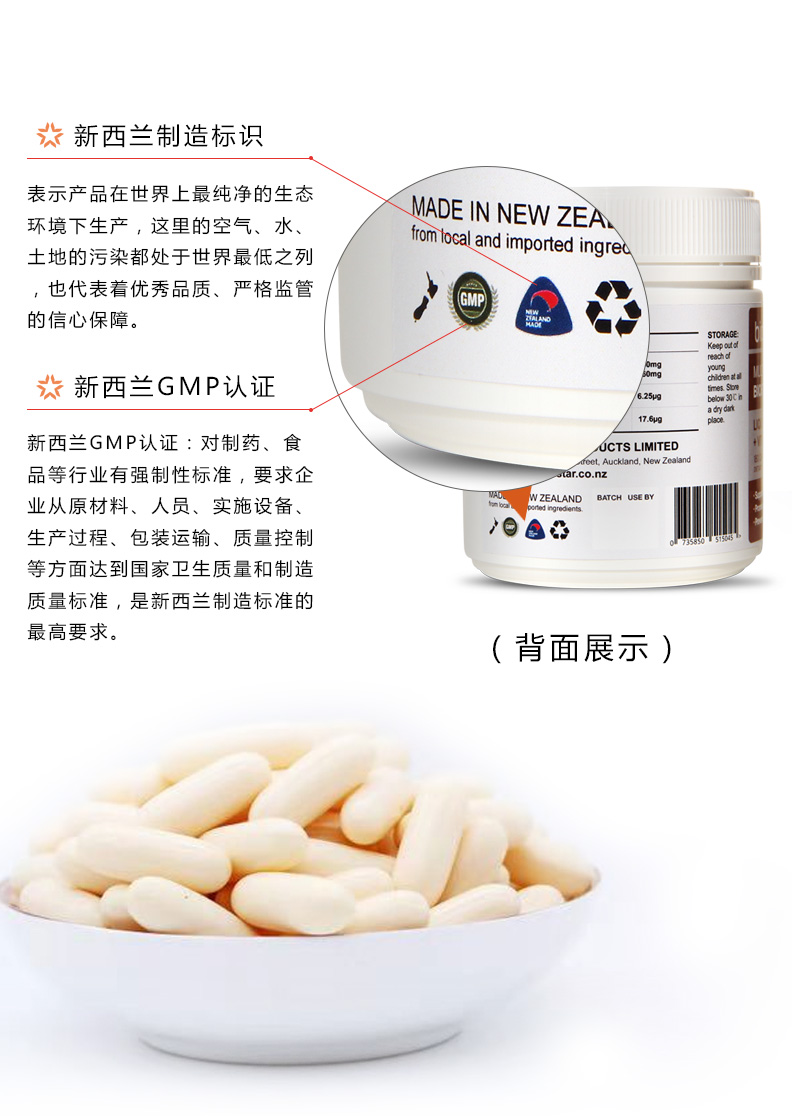 新西兰制造标识
表示产品在世界上最纯净的生态
环境下生产，这里的空气、水、
土地的污染都处于世界最低之列
，也代表着优秀品质、严格监管
的信心保障。
新西兰GMP认证
新西兰GMP认证：对制药、食
品等行业有强制性标准，要求企
业从原材料、人员、实施设备、
生产过程、包装运输、质量控制
等方面达到国家卫生质量和制造
质量标准，是新西兰制造标准的
最高要求。
MADE IN NEW ZEAL
from local and imported ingred
GMP
NEW
ZEALAND
MADE
STORAGE:
Keep out of
reach of
young
children at all
times. Store
below 30℃ in
a dry dark
place.
6.25μg
17.6μg
UCTS LIMITED
reet, Auckland, New Zealand
star.co.nz
W ZEALAND
ported ingredients.
BATCH USE BY
GMP
0 735850 515045
（背面展示）